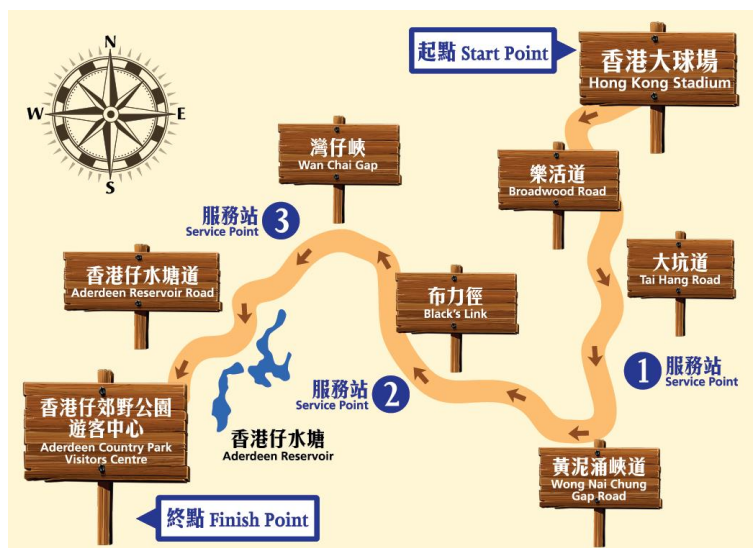 N
W
E
S
起點 Start Point
香港大球場
Hong Kong Stadium
灣仔峽
Wan Chai Gap
樂活道
Broadwood Road
服務站
Service Point
3
香港仔水塘道
Aderdeen Reservoir Road
大坑道
Tai Hang Road
布力徑
Black's Link
1
服務站
Service Point
服務站
Service Point
2
香港仔郊野公園
遊客中心
Aderdeen Country Park
Visitors Centre
香港仔水塘
Aderdeen Reservoir
黃泥涌峽道
Wong Nai Chung
Gap Road
終點 Finish Point